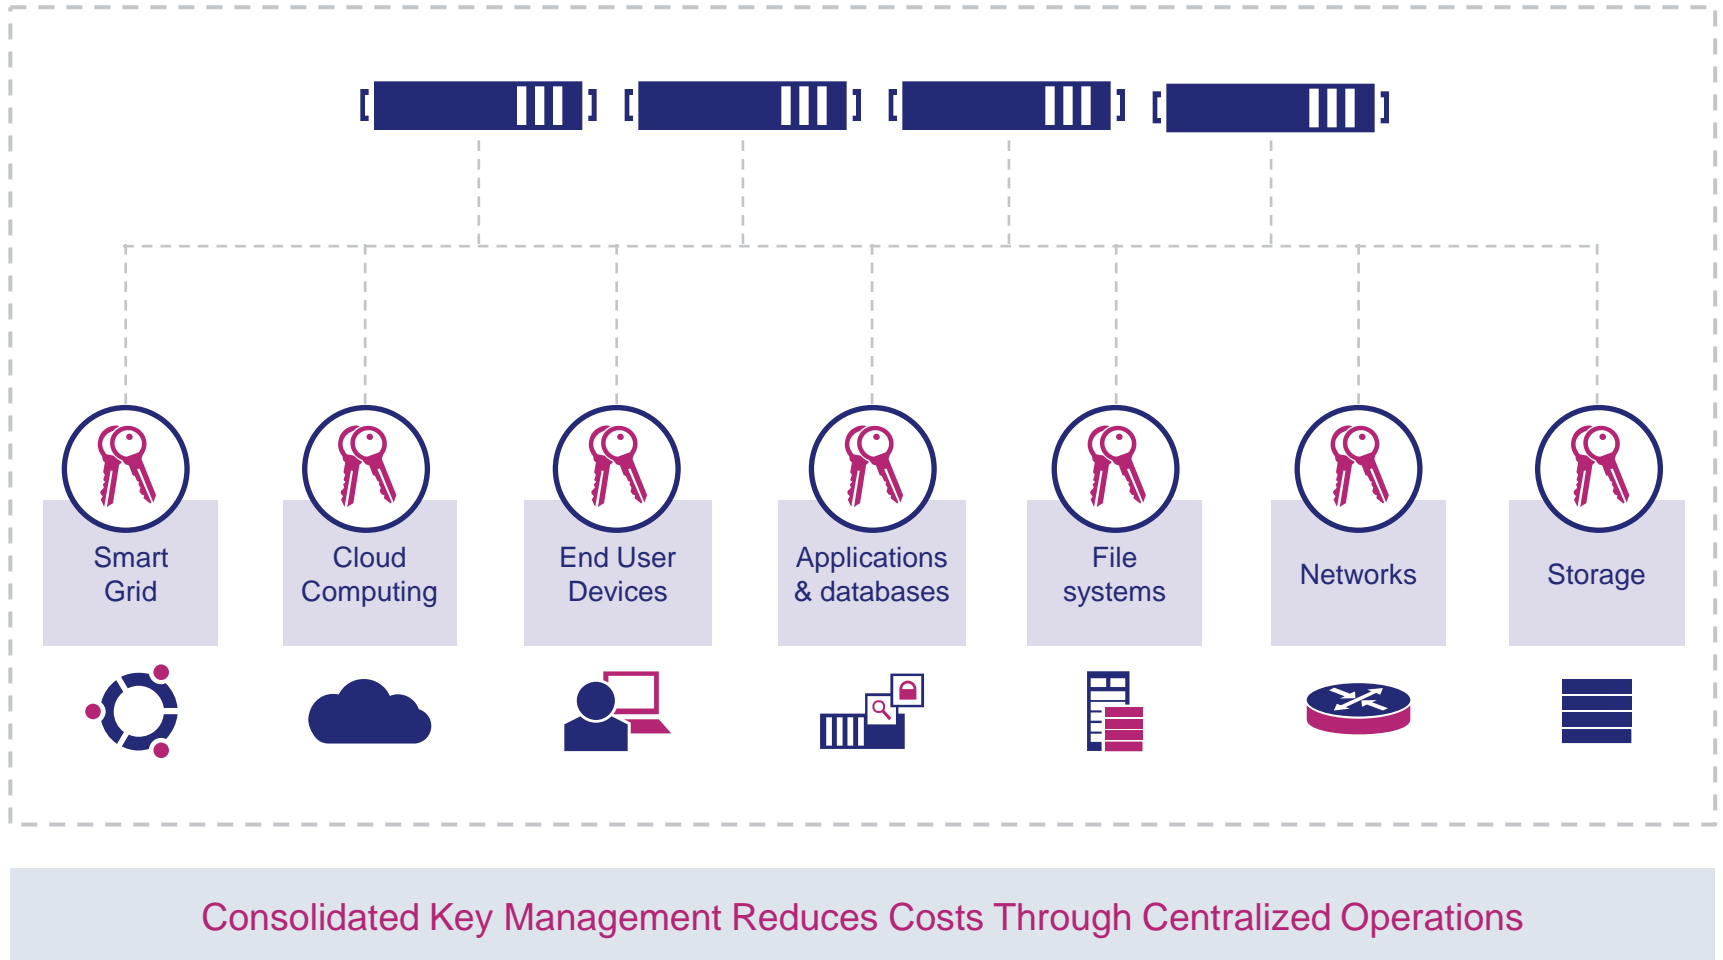 Smart
Grid
Cloud
Computing
End User
Devices
Applications
& databases
File
systems
Networks
Storage
Consolidated Key Management Reduces Costs Through Centralized Operations